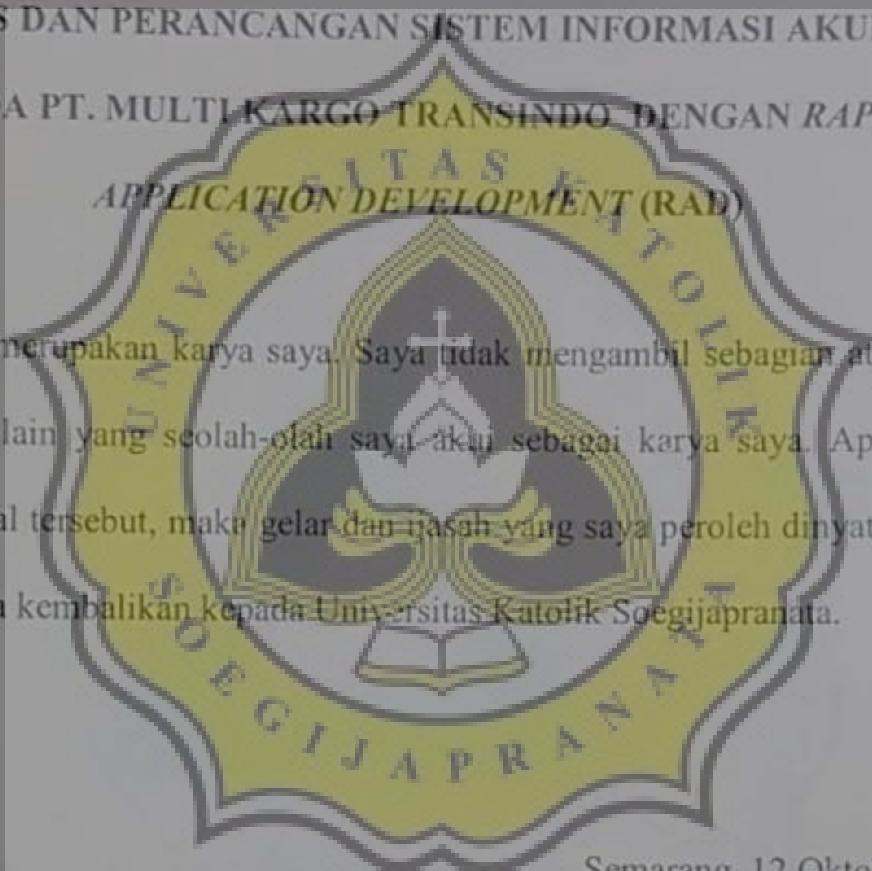 S DAN PERANCANGAN SISTEM INFORMASI AKU
A PT. MULTI KARGO TRANSINDO DENGAN RAP
APPLICATION DEVELOPMENT (RAD)
merupakan karya saya. Saya tidak mengambil sebagian at
lain yang seolah-olah saya akui sebagai karya saya. Ap
al tersebut, maka gelar dan ijasah yang saya peroleh dinyat
a kembalikan kepada Universitas Katolik Soegijapranata.
Semarang, 12 Okto
UNIVERSITAS KATOLIK
SOEGIJAPRANATA